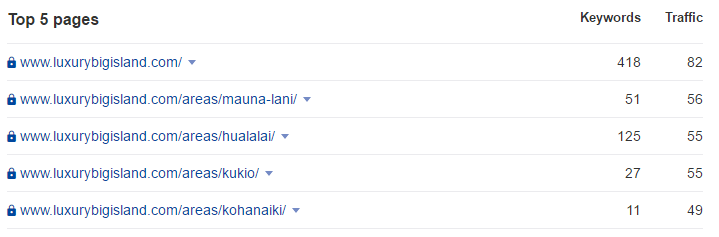 Top 5 pages Keywords Traffic
www.luxurybigisland.com/ 418 82
www.luxurybigisland.com/areas/mauna-lani/ 51 56
www.luxurybigisland.com/areas/hualalai/ 125 55
www.luxurybigisland.com/areas/kukio/ 27 55
www.luxurybigisland.com/areas/kohanaiki/ 11 49